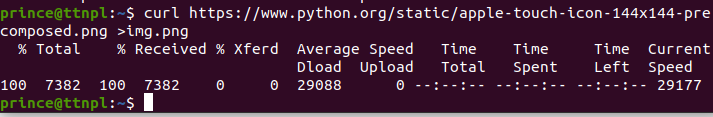 prince@ttnpl:~$ curl https://www.python.org/static/apple-touch-icon-144x144-pre
composed.png >img.png
  % Total    % Received % Xferd  Average Speed   Time    Time     Time  Current
                                 Dload  Upload   Total   Spent    Left  Speed
100  7382  100  7382    0     0  29088      0 --:--:-- --:--:-- --:--:-- 29177
prince@ttnpl:~$